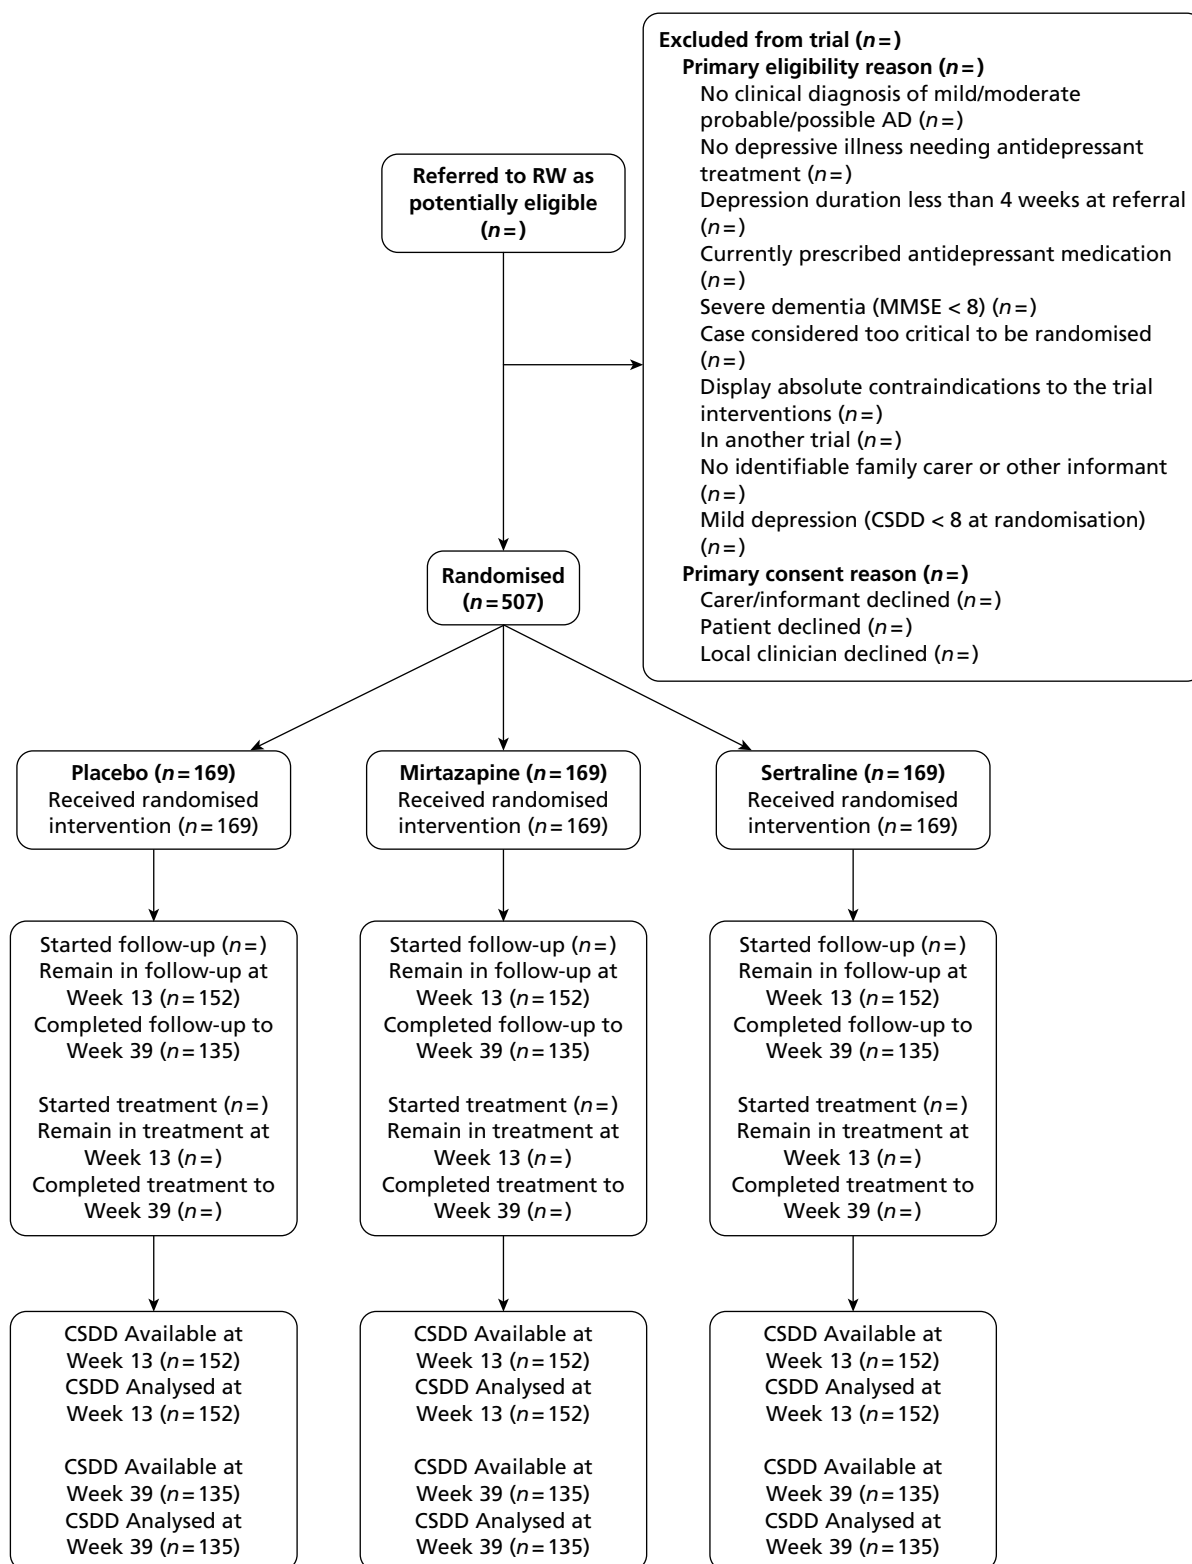 Referred to RW as
potentially eligible
(n=)
Excluded from trial (n=)
Primary eligibility reason (n=)
No clinical diagnosis of mild/moderate
probable/possible AD (n=)
No depressive illness needing antidepressant
treatment (n=)
Depression duration less than 4 weeks at referral
(n=)
Currently prescribed antidepressant medication
(n=)
Severe dementia (MMSE < 8) (n=)
Case considered too critical to be randomised
(n=)
Display absolute contraindications to the trial
interventions (n=)
In another trial (n=)
No identifiable family carer or other informant
(n=)
Mild depression (CSDD < 8 at randomisation)
(n=)
Primary consent reason (n=)
Carer/informant declined (n=)
Patient declined (n=)
Local clinician declined (n=)
Randomised
(n=507)
Placebo (n=169)
Received randomised
intervention (n=169)
Mirtazapine (n=169)
Received randomised
intervention (n=169)
Sertraline (n=169)
Received randomised
intervention (n=169)
Started follow-up (n=)
Remain in follow-up at
Week 13 (n=152)
Completed follow-up to
Week 39 (n=135)
Started treatment (n=)
Remain in treatment at
Week 13 (n=)
Completed treatment to
Week 39 (n=)
Started follow-up (n=)
Remain in follow-up at
Week 13 (n=152)
Completed follow-up to
Week 39 (n=135)
Started treatment (n=)
Remain in treatment at
Week 13 (n=)
Completed treatment to
Week 39 (n=)
Started follow-up (n=)
Remain in follow-up at
Week 13 (n=152)
Completed follow-up to
Week 39 (n=135)
Started treatment (n=)
Remain in treatment at
Week 13 (n=)
Completed treatment to
Week 39 (n=)
CSDD Available at
Week 13 (n=152)
CSDD Analysed at
Week 13 (n=152)
CSDD Available at
Week 39 (n=135)
CSDD Analysed at
Week 39 (n=135)
CSDD Available at
Week 13 (n=152)
CSDD Analysed at
Week 13 (n=152)
CSDD Available at
Week 39 (n=135)
CSDD Analysed at
Week 39 (n=135)
CSDD Available at
Week 13 (n=152)
CSDD Analysed at
Week 13 (n=152)
CSDD Available at
Week 39 (n=135)
CSDD Analysed at
Week 39 (n=135)